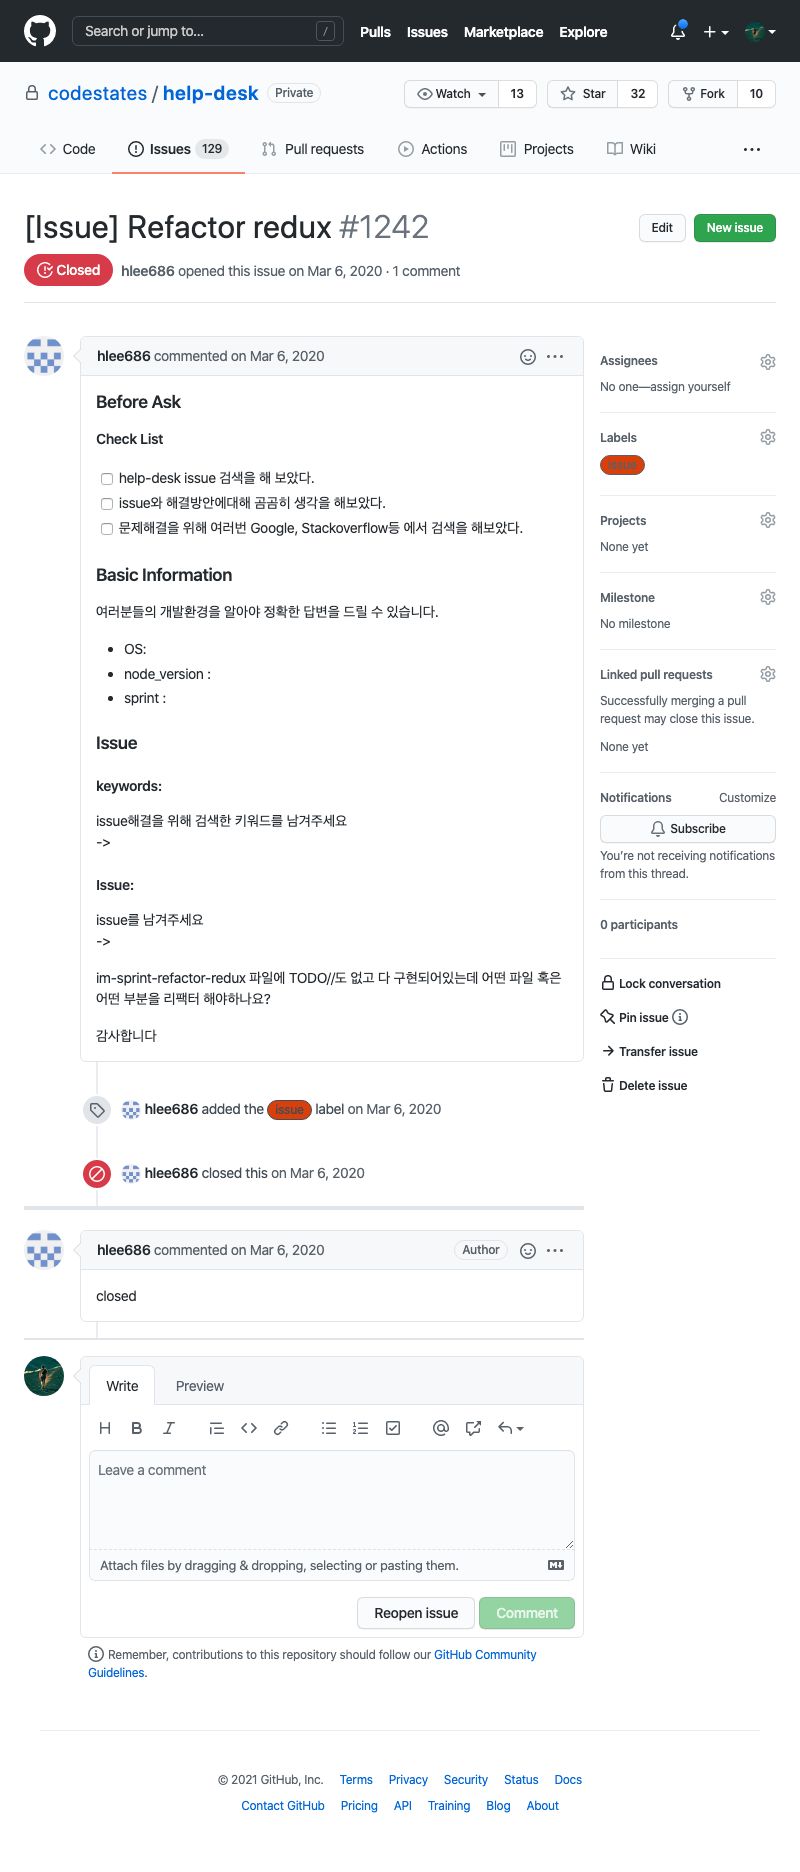 Search or jump to... /
Pulls Issues Marketplace Explore
codestates / help-desk Private
Watch 13 Star 32 Fork 10
Code Issues 129 Pull requests Actions Projects Wiki
[Issue] Refactor redux #1242
Edit New issue
Closed hlee686 opened this issue on Mar 6, 2020 · 1 comment
hlee686 commented on Mar 6, 2020
Before Ask
Check List
help-desk issue 검색을 해 보았다.
issue와 해결방안에대해 곰곰히 생각을 해보았다.
문제해결을 위해 여러번 Google, Stackoverflow등 에서 검색을 해보았다.
Basic Information
여러분들의 개발환경을 알아야 정확한 답변을 드릴 수 있습니다.
OS:
node_version :
sprint :
Issue
keywords:
issue해결을 위해 검색한 키워드를 남겨주세요
->
Issue:
issue를 남겨주세요
->
im-sprint-refactor-redux 파일에 TODO//도 없고 다 구현되어있는데 어떤 파일 혹은
어떤 부분을 리팩터 해야하나요?
감사합니다
hlee686 added the issue label on Mar 6, 2020
hlee686 closed this on Mar 6, 2020
hlee686 commented on Mar 6, 2020 Author
closed
Write Preview
Leave a comment
Attach files by dragging & dropping, selecting or pasting them.
Reopen issue Comment
Remember, contributions to this repository should follow our GitHub Community
Guidelines.
Assignees
No one—assign yourself
Labels
issue
Projects
None yet
Milestone
No milestone
Linked pull requests
Successfully merging a pull
request may close this issue.
None yet
Notifications Customize
Subscribe
You're not receiving notifications
from this thread.
0 participants
Lock conversation
Pin issue
Transfer issue
Delete issue
© 2021 GitHub, Inc. Terms Privacy Security Status Docs
Contact GitHub Pricing API Training Blog About